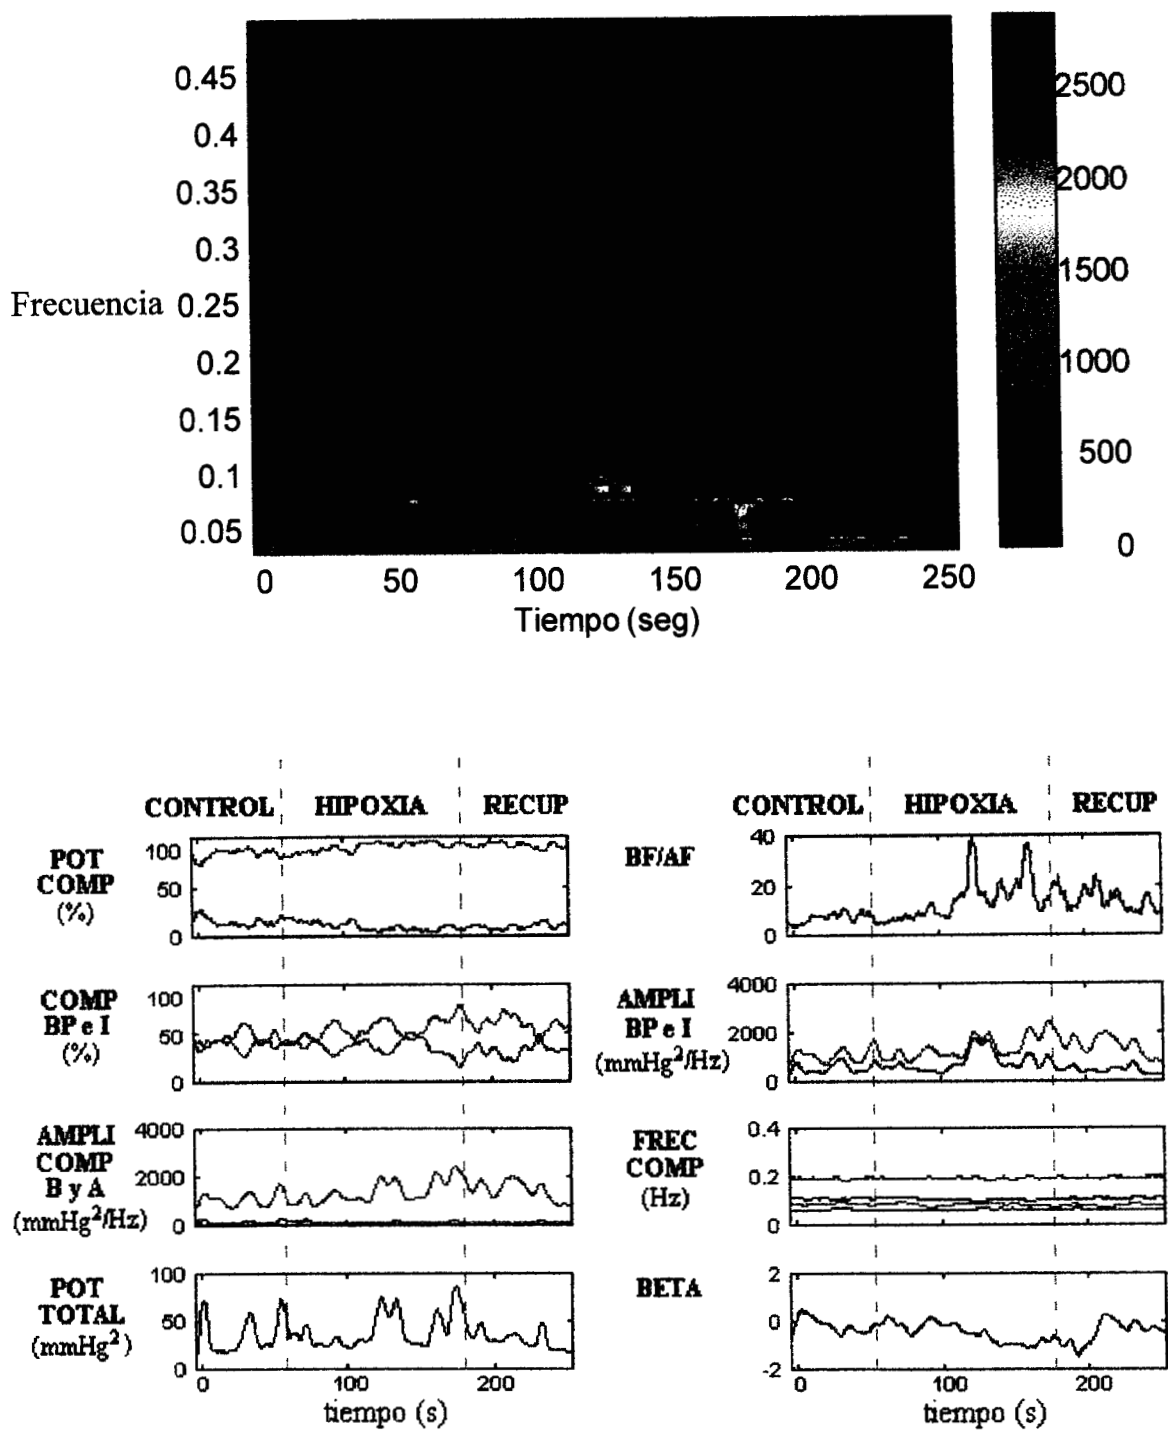 0.45
0.4
0.35
0.3
Frecuencia 0.25
0.2
0.15
0.1
0.05
0 50 100 150 200 250
Tiempo (seg)
2500
2000
1500
1000
500
0
CONTROL HIPOXIA RECUP
POT COMP (%)
100
50
0
COMP BP e I (%)
100
50
0
AMPLI COMP B y A (mmHg²/Hz)
4000
2000
0
POT TOTAL (mmHg²)
100
50
0
0 100 200
tiempo (s)
CONTROL HIPOXIA RECUP
BF/AF
40
20
0
AMPLI BP e I (mmHg²/Hz)
4000
2000
0
FREC COMP (Hz)
0.4
0.2
0
BETA
2
0
-2
0 100 200
tiempo (s)